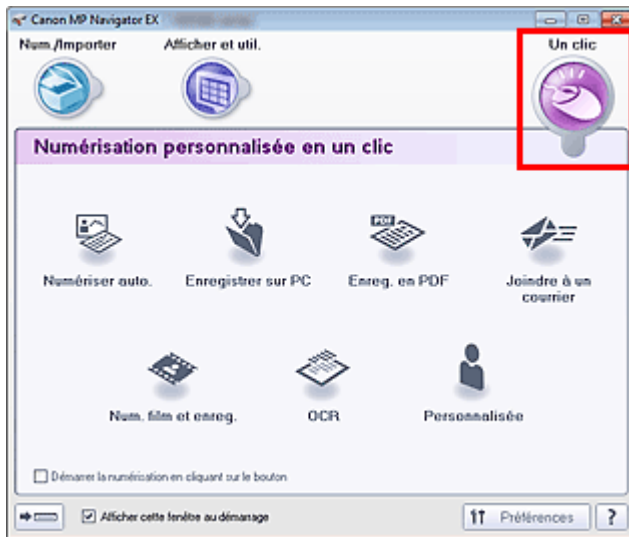 Canon MP Navigator EX
Num./Importer
Afficher et util.
Un clic
Numérisation personnalisée en un clic
Numériser auto.
Enregistrer sur PC
Enreg. en PDF
Joindre à un
courrier
PDF
Num. film et enreg.
OCR
Personnalisée
Démarrer la numérisation en cliquant sur le bouton
Afficher cette fenêtre au démarrage
Préférences
?